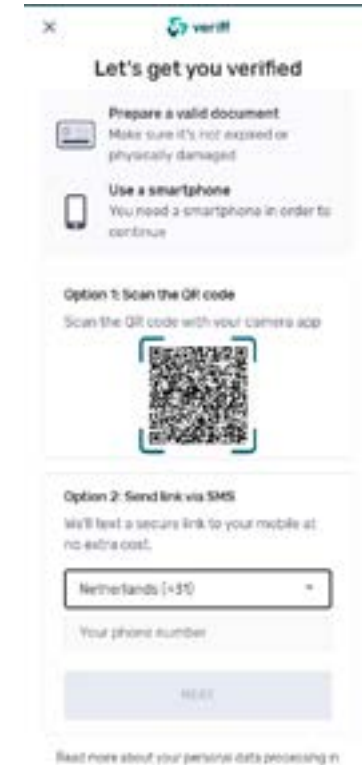 veriff
Let's get you verified
Prepare a valid document
Make sure it's not expired or
physically damaged
Use a smartphone
You need a smartphone in order to
continue
Option 1: Scan the QR code
Scan the QR code with your camera app
Option 2: Send link via SMS
We'll text a secure link to your mobile at
no extra cost.
Netherlands (+31)
Your phone number
NEXT
Read more about your personal data processing in